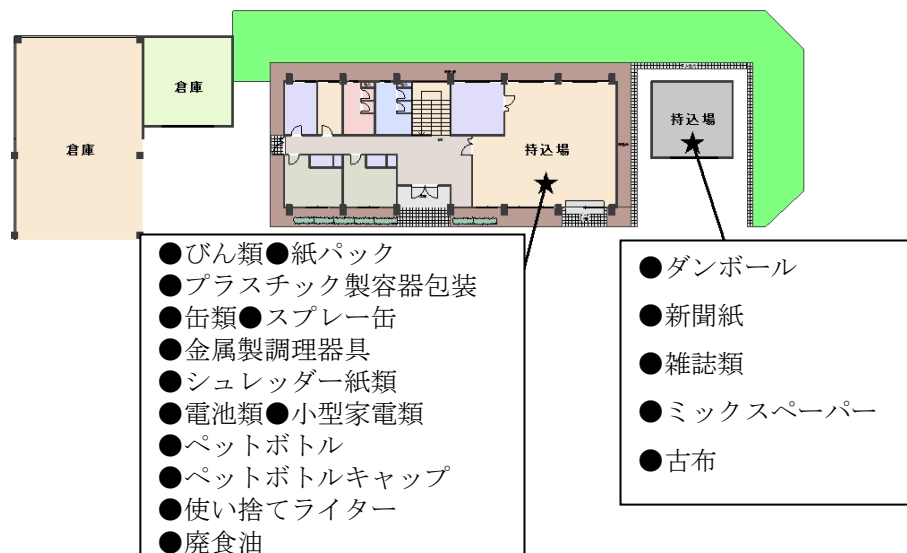 倉庫
倉庫
持込場
持込場
●びん類●紙パック
●プラスチック製容器包装
●缶類●スプレー缶
●金属製調理器具
●シュレッダー紙類
●電池類●小型家電類
●ペットボトル
●ペットボトルキャップ
●使い捨てライター
●廃食油
●ダンボール
●新聞紙
●雑誌類
●ミックスペーパー
●古布